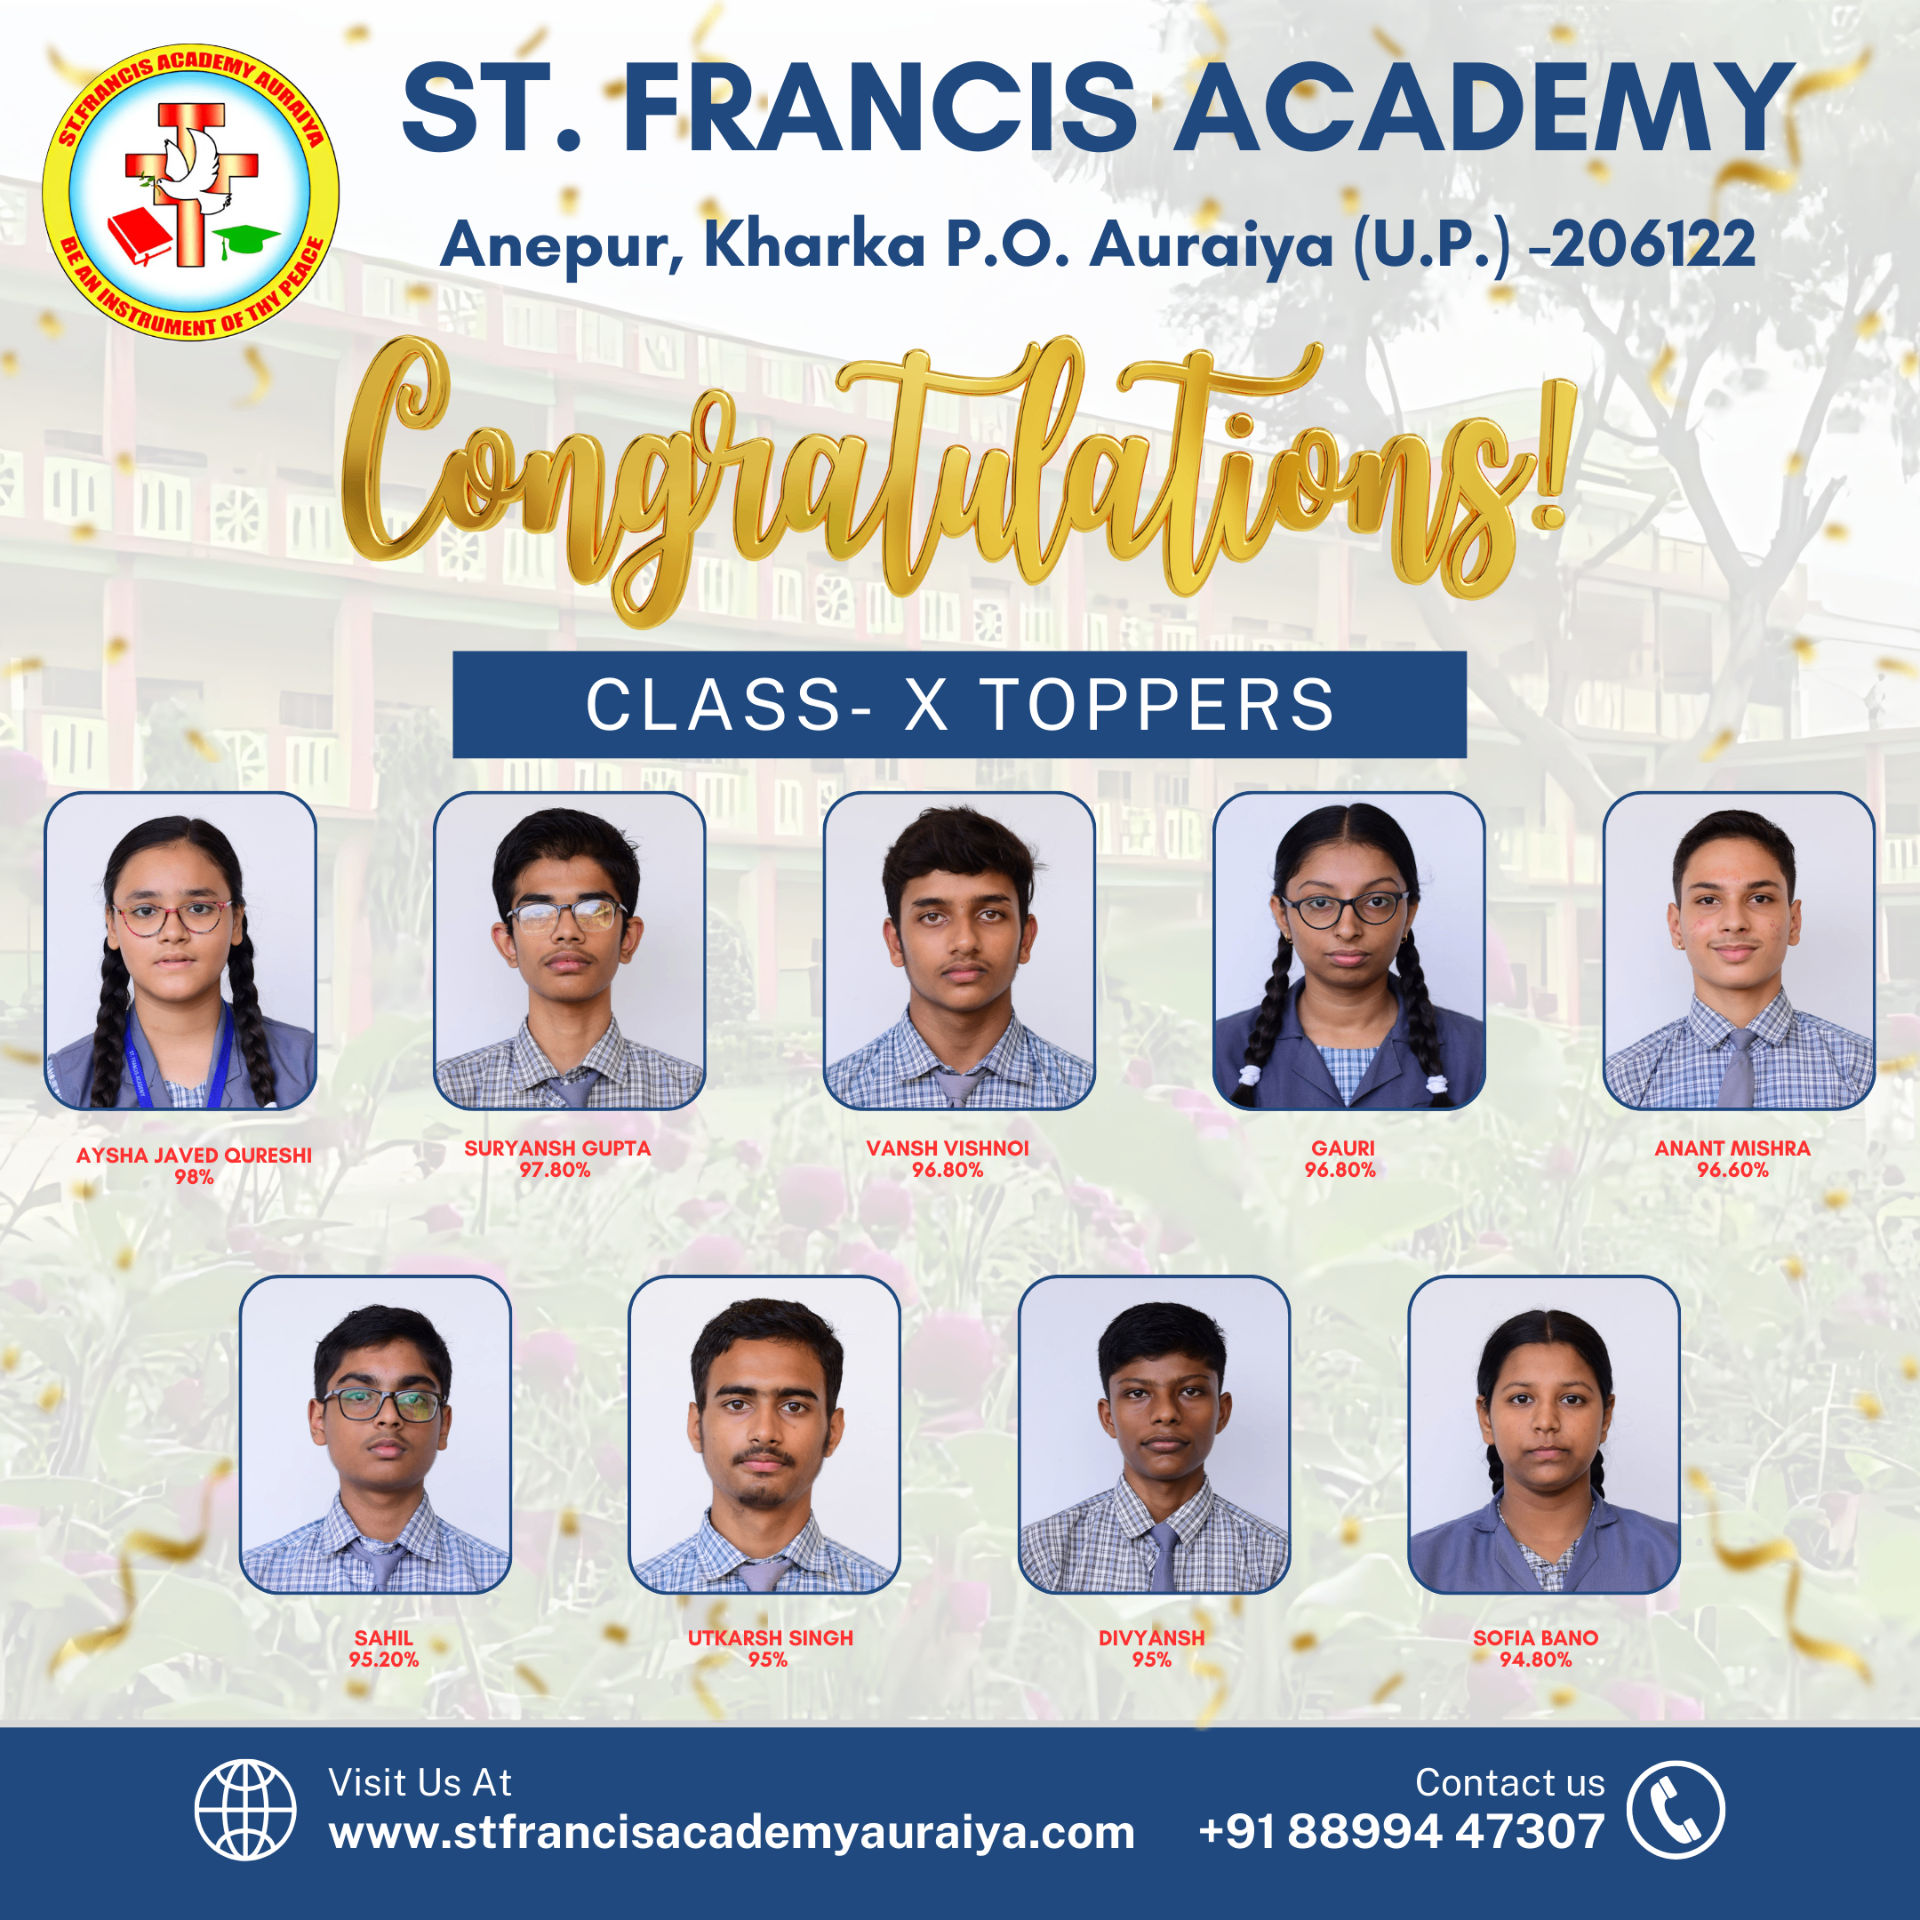 ST.FRANCIS ACADEMY AURAIYA
BE AN INSTRUMENT OF THY PEACE
ST. FRANCIS ACADEMY
Anepur, Kharka P.O. Auraiya (U.P.) -206122
Congratulations!
CLASS- X TOPPERS
ST. FRANCIS ACADEMY
AYSHA JAVED QURESHI
98%
SURYANSH GUPTA
97.80%
VANSH VISHNOI
96.80%
GAURI
96.80%
ANANT MISHRA
96.60%
SAHIL
95.20%
UTKARSH SINGH
95%
DIVYANSH
95%
SOFIA BANO
94.80%
Visit Us At
www.stfrancisacademyauraiya.com
Contact us
+91 88994 47307